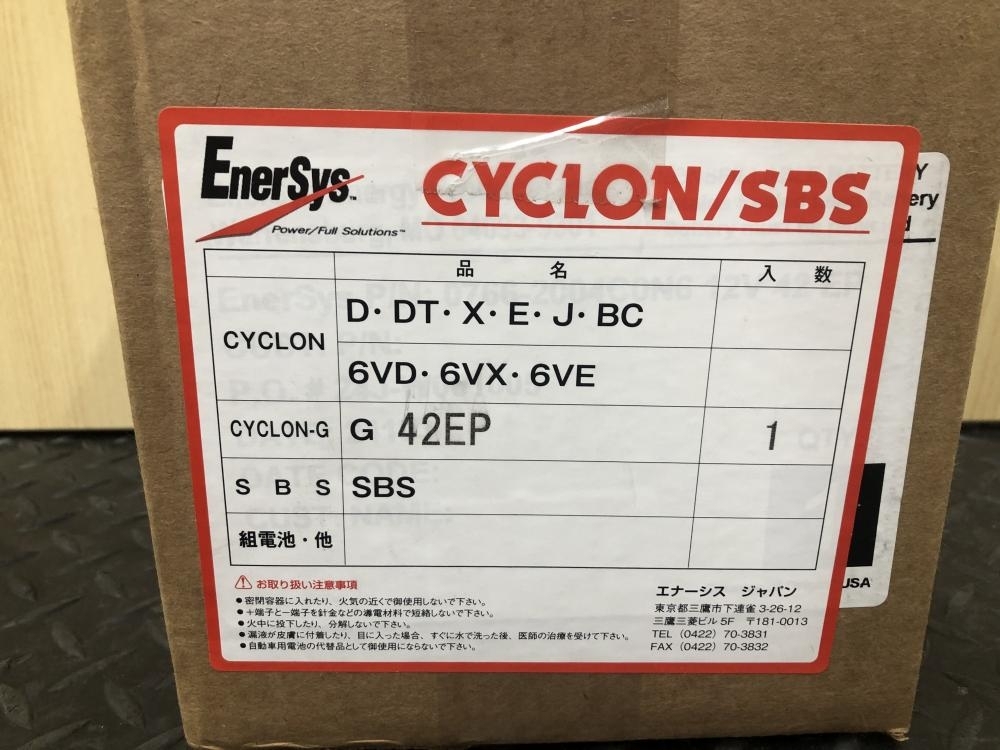 EnerSys™
Power/Full Solutions™
CYCLON/SBS
品 名 入 数
CYCLON D・DT・X・E・J・BC
6VD・6VX・6VE
CYCLON-G G 42EP 1
S B S SBS
組電池・他
お取り扱い注意事項
●密閉容器に入れたり、火気の近くで御使用しないで下さい。
●+端子と-端子を針金などの導電材料で短絡しないで下さい。
●火中に投下したり、分解しないで下さい。
●漏液が皮膚に付着したり、目に入った場合、すぐに水で洗った後、医師の治療を受けて下さい。
●自動車用電池の代替品として御使用にならないで下さい。
エナーシス ジャパン
東京都三鷹市下連雀 3-26-12
三鷹三菱ビル 5F 〒181-0013
TEL (0422) 70-3831
FAX (0422) 70-3832
USA